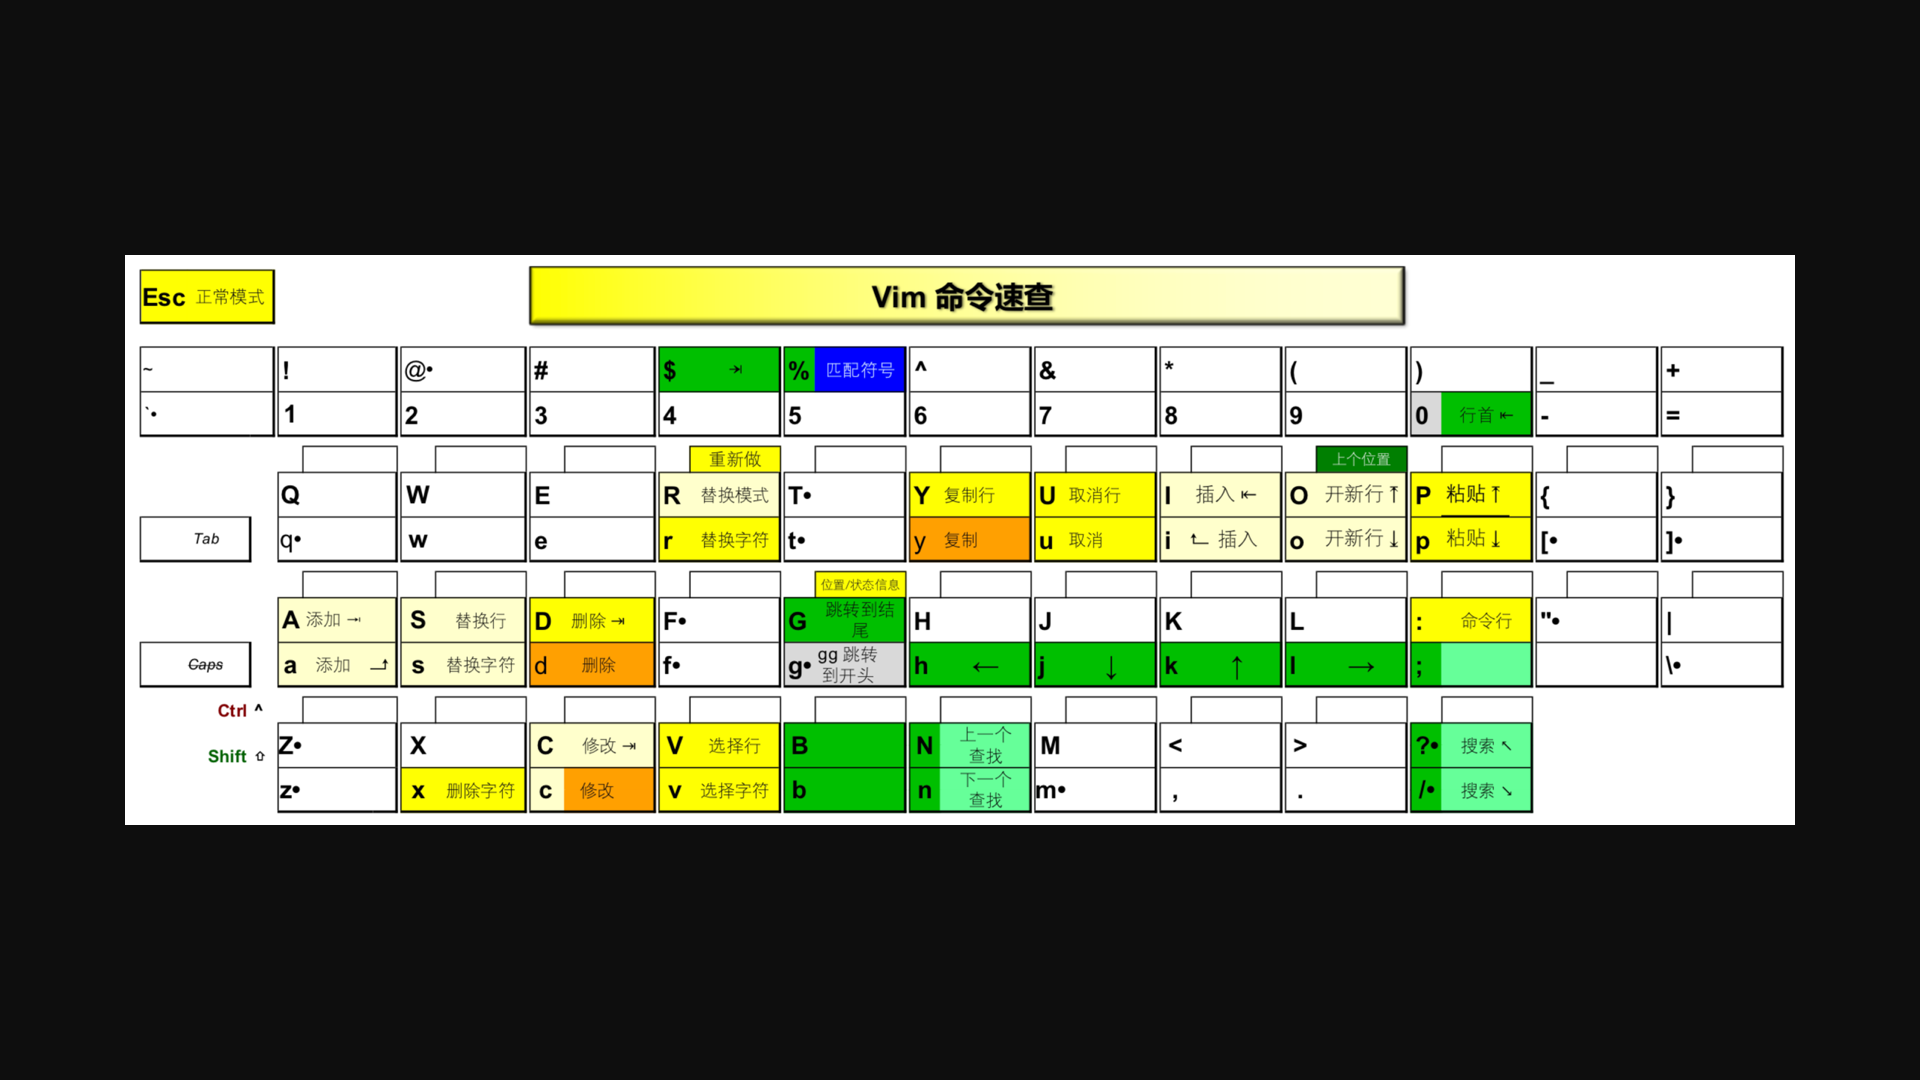 Esc 正常模式
Vim 命令速查
~ ! @• # $ ⇥ % 匹配符号 ^ & * ( ) _ +
`• 1 2 3 4 5 6 7 8 9 0 行首 ⇤ - =
重新做 上个位置
Q W E R 替换模式 T• Y 复制行 U 取消行 I 插入 ⇤ O 开新行 ⤒ P 粘贴 ⤒ { }
Tab q• w e r 替换字符 t• y 复制 u 取消 i 插入 o 开新行 ⤓ p 粘贴 ⤓ [• ]•
位置/状态信息
A 添加 ⇥ S 替换行 D 删除 ⇥ F• G 跳转到结尾 H J K L : 命令行 "• |
Caps a 添加 s 替换字符 d 删除 f• g• gg 跳转到开头 h ← j ↓ k ↑ l → ; \•
Ctrl ^
Z• X C 修改 ⇥ V 选择行 B N 上一个查找 M < > ?• 搜索 ↖
Shift ⇧
z• x 删除字符 c 修改 v 选择字符 b n 下一个查找 m• , . /• 搜索 ↘